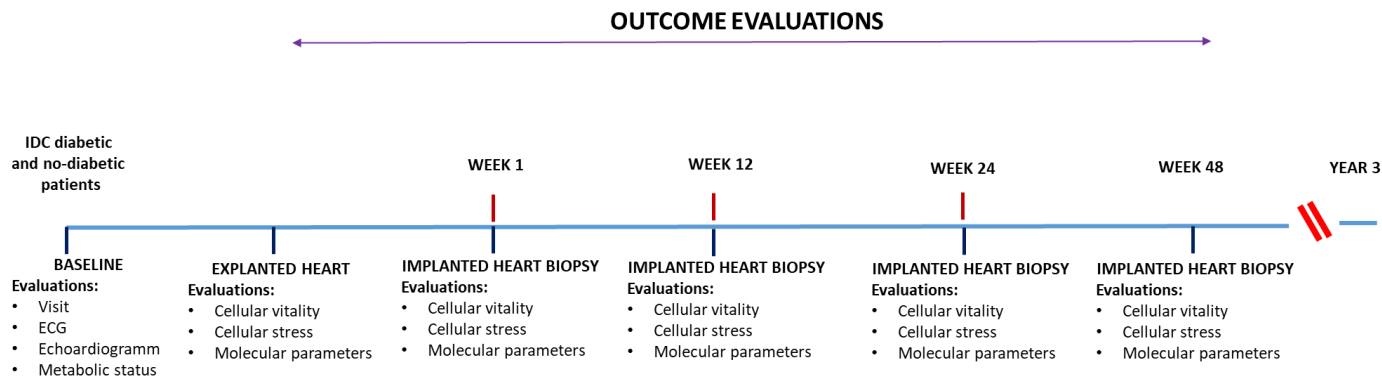 OUTCOME EVALUATIONS
IDC diabetic
and no-diabetic
patients
WEEK 1
WEEK 12
WEEK 24
WEEK 48
YEAR 3
BASELINE
Evaluations:
• Visit
• ECG
• Echoardiogramm
• Metabolic status
EXPLANTED HEART
Evaluations:
• Cellular vitality
• Cellular stress
• Molecular parameters
IMPLANTED HEART BIOPSY
Evaluations:
• Cellular vitality
• Cellular stress
• Molecular parameters
IMPLANTED HEART BIOPSY
Evaluations:
• Cellular vitality
• Cellular stress
• Molecular parameters
IMPLANTED HEART BIOPSY
Evaluations:
• Cellular vitality
• Cellular stress
• Molecular parameters
IMPLANTED HEART BIOPSY
Evaluations:
• Cellular vitality
• Cellular stress
• Molecular parameters